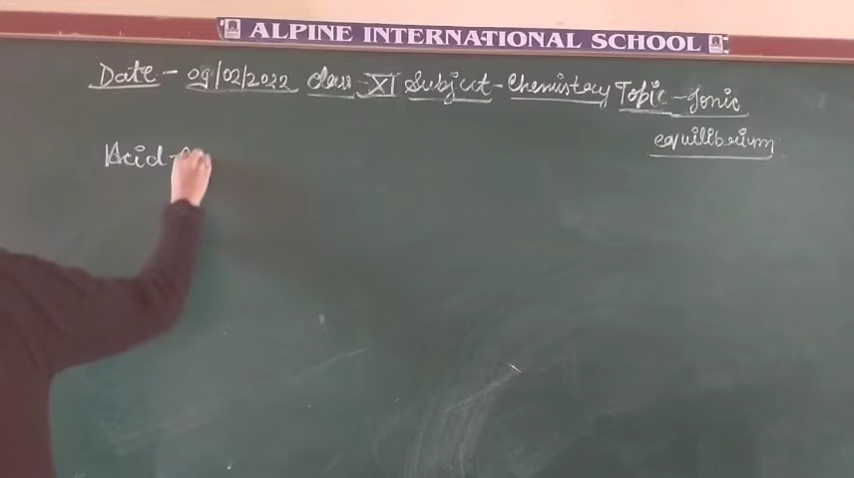 ALPINE INTERNATIONAL SCHOOL
Date - 09/02/2022 class - XI Subject - Chemistry Topic - Ionic
equilibrium
Acid -